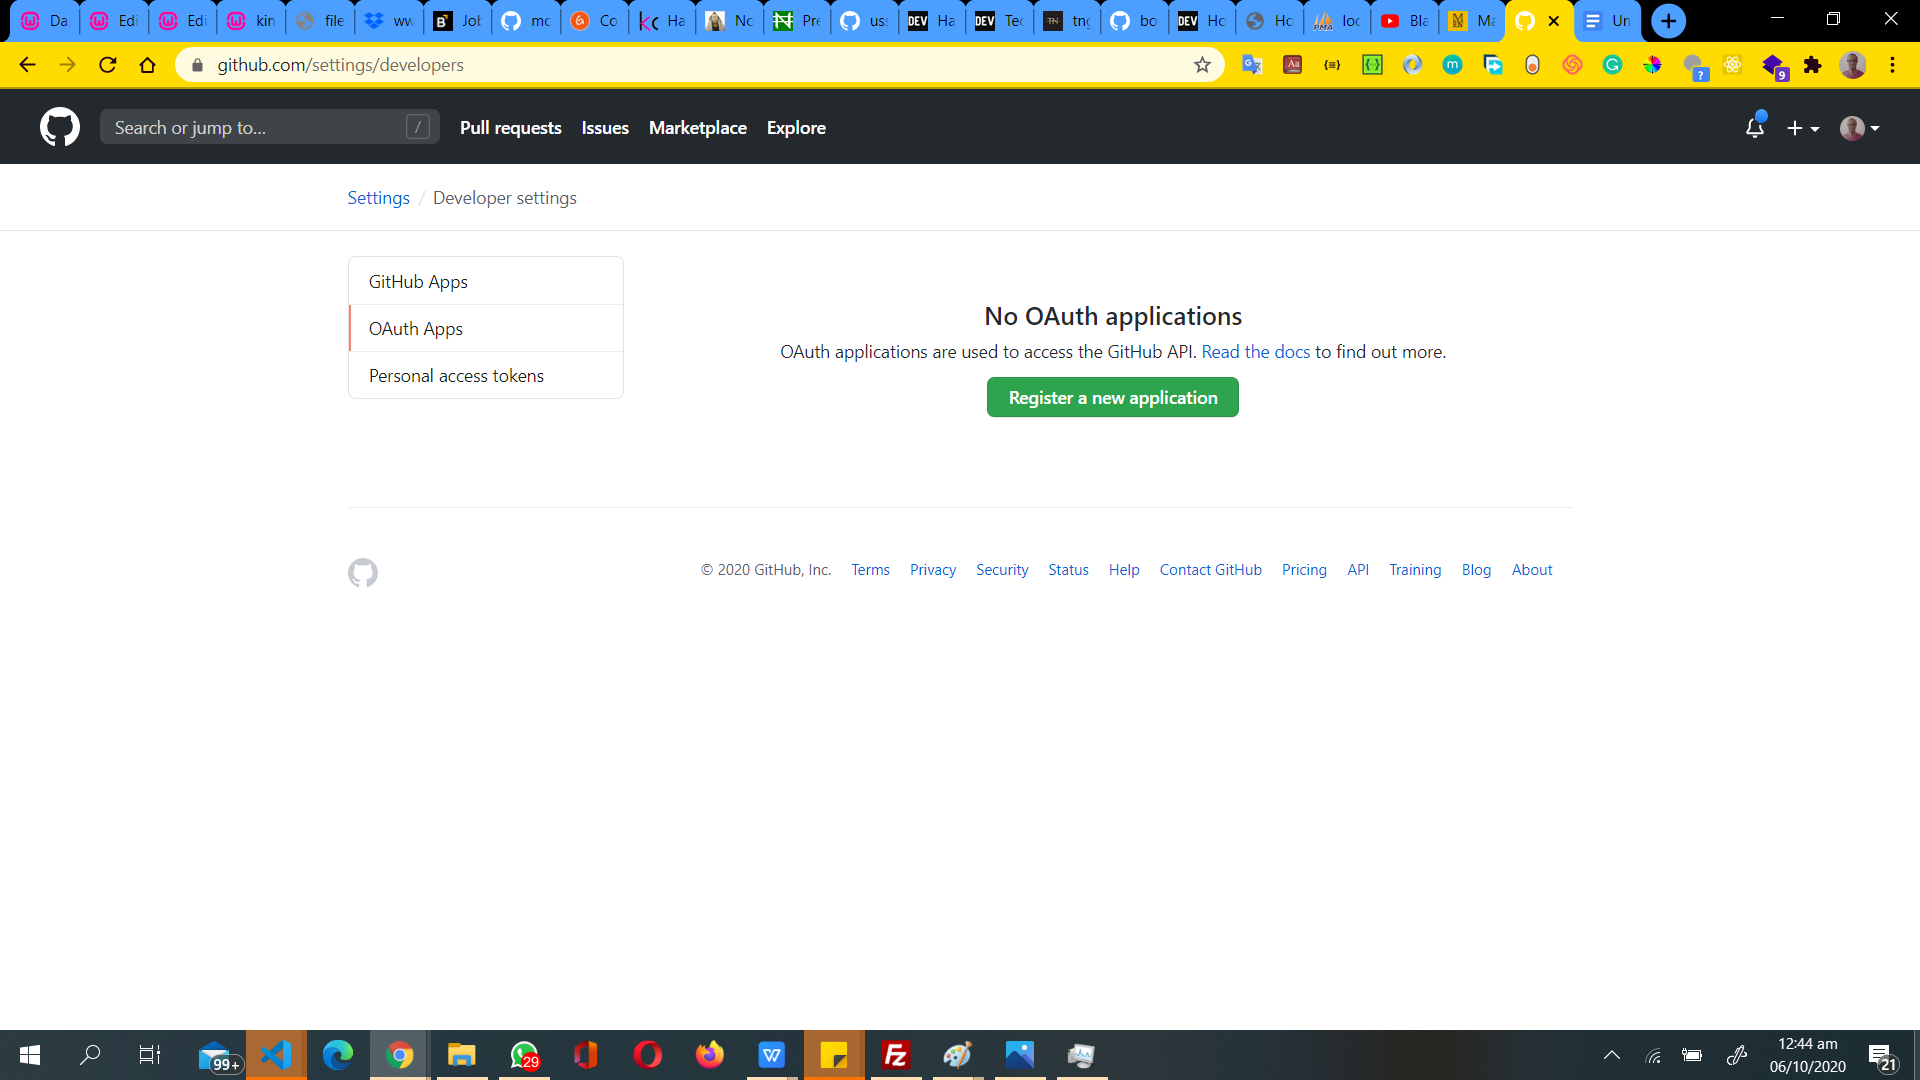 Da
Edi
Edi
kin
file
ww
Job
mc
Co
Ha
No
Pre
uss
Ha
Tec
tng
bo
Ho
Ho
loc
Bla
Ma
Un
github.com/settings/developers
9
Search or jump to...
/
Pull requests
Issues
Marketplace
Explore
Settings / Developer settings
GitHub Apps
OAuth Apps
Personal access tokens
No OAuth applications
OAuth applications are used to access the GitHub API. Read the docs to find out more.
Register a new application
© 2020 GitHub, Inc.
Terms
Privacy
Security
Status
Help
Contact GitHub
Pricing
API
Training
Blog
About
99+
29
12:44 am
06/10/2020
21